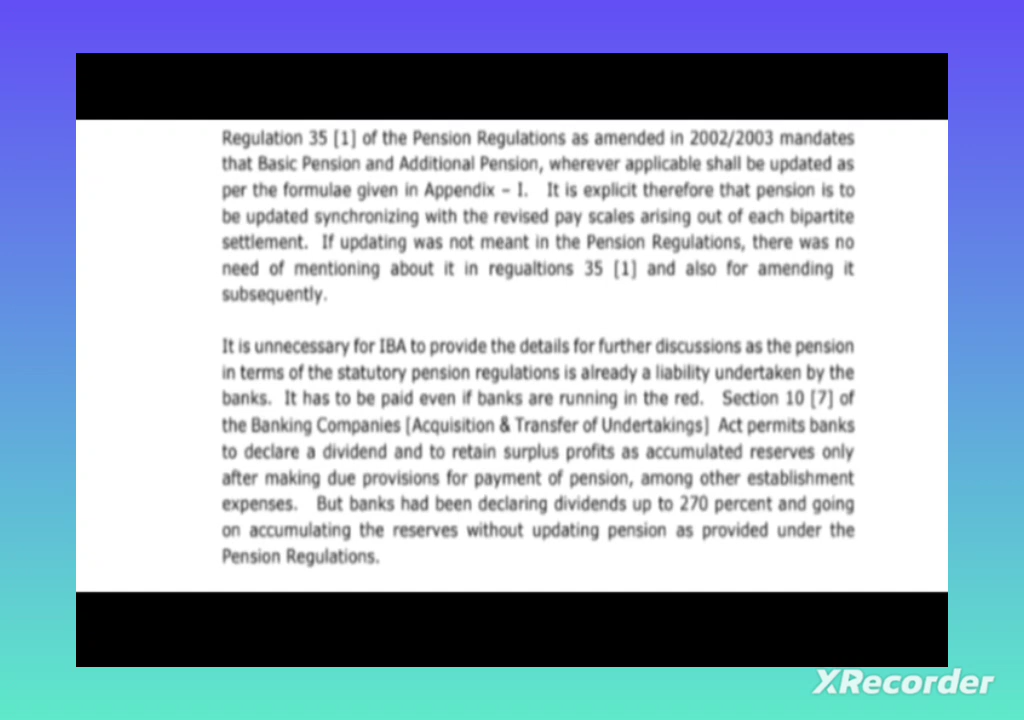 Regulation 35 [1] of the Pension Regulations as amended in 2002/2003 mandates
that Basic Pension and Additional Pension, wherever applicable shall be updated as
per the formulae given in Appendix – I. It is explicit therefore that pension is to
be updated synchronizing with the revised pay scales arising out of each bipartite
settlement. If updating was not meant in the Pension Regulations, there was no
need of mentioning about it in regualtions 35 [1] and also for amending it
subsequently.
It is unnecessary for IBA to provide the details for further discussions as the pension
in terms of the statutory pension regulations is already a liability undertaken by the
banks. It has to be paid even if banks are running in the red. Section 10 [7] of
the Banking Companies [Acquisition & Transfer of Undertakings] Act permits banks
to declare a dividend and to retain surplus profits as accumulated reserves only
after making due provisions for payment of pension, among other establishment
expenses. But banks had been declaring dividends up to 270 percent and going
on accumulating the reserves without updating pension as provided under the
Pension Regulations.
XRecorder